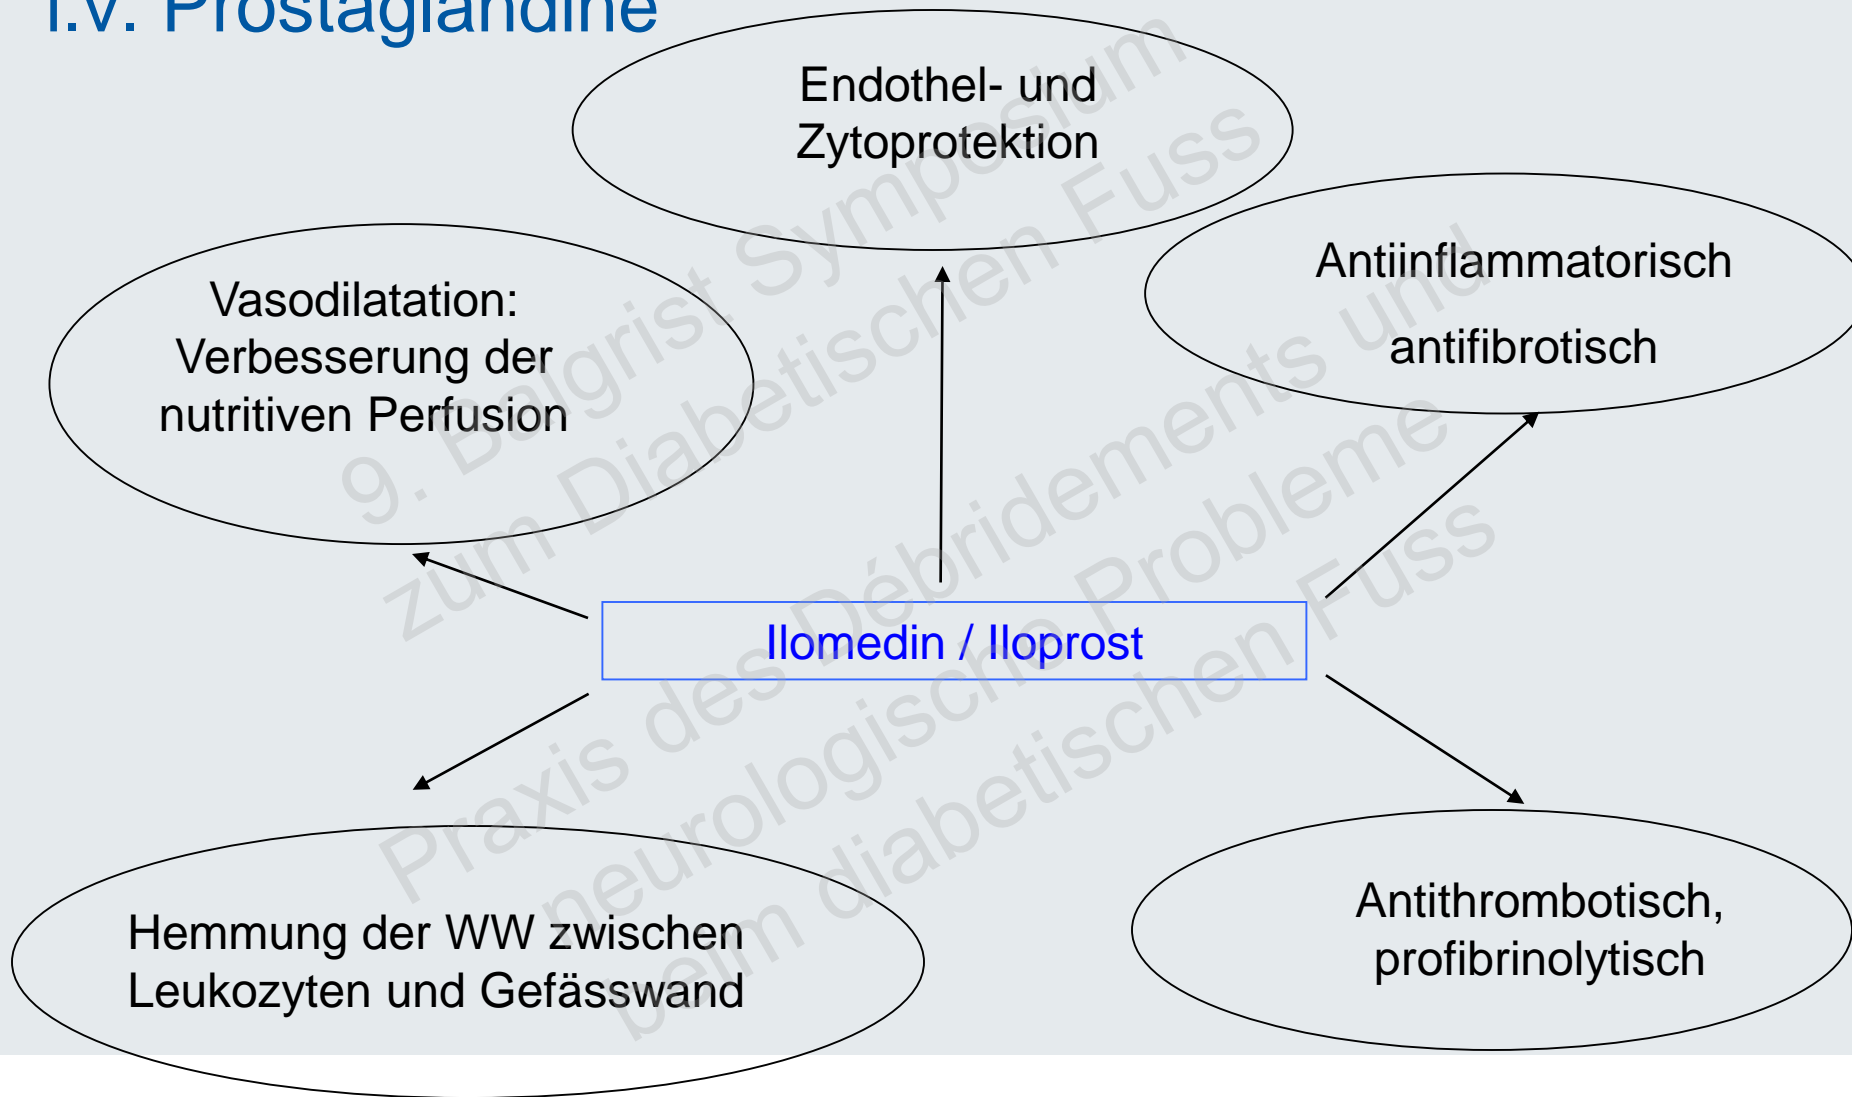 i.v. Prostaglandine
Endothel- und
Zytoprotektion
Antiinflammatorisch
antifibrotisch
Vasodilatation:
Verbesserung der
nutritiven Perfusion
Ilomedin / Iloprost
Hemmung der WW zwischen
Leukozyten und Gefässwand
Antithrombotisch,
profibrinolytisch
9. Balgrist Symposium
zum Diabetischen Fuss
Praxis des Débridements und
neurologische Probleme
beim diabetischen Fuss